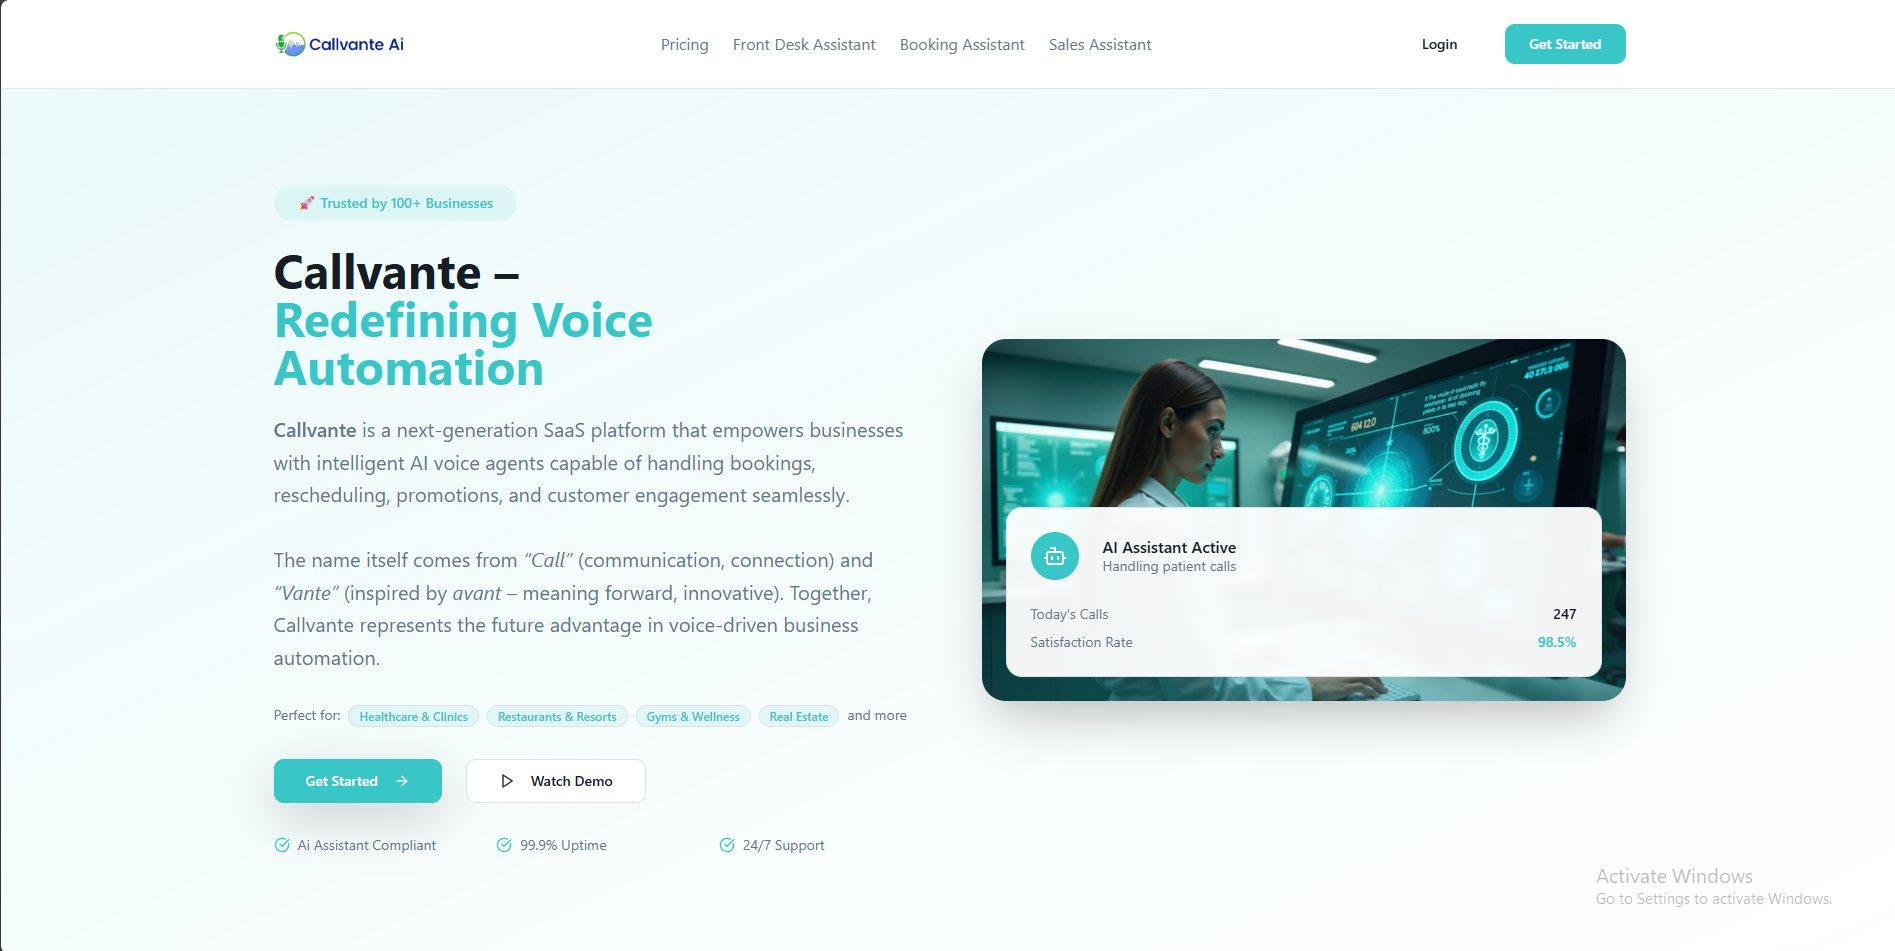 Callvante Ai
Pricing
Front Desk Assistant
Booking Assistant
Sales Assistant
Login
Get Started
🚀 Trusted by 100+ Businesses
Callvante –
Redefining Voice
Automation
Callvante is a next-generation SaaS platform that empowers businesses
with intelligent AI voice agents capable of handling bookings,
rescheduling, promotions, and customer engagement seamlessly.
The name itself comes from “Call” (communication, connection) and
“Vante” (inspired by avant – meaning forward, innovative). Together,
Callvante represents the future advantage in voice-driven business
automation.
Perfect for: Healthcare & Clinics Restaurants & Resorts Gyms & Wellness Real Estate and more
Get Started
Watch Demo
Ai Assistant Compliant
99.9% Uptime
24/7 Support
AI Assistant Active
Handling patient calls
Today's Calls 247
Satisfaction Rate 98.5%
Activate Windows
Go to Settings to activate Windows.